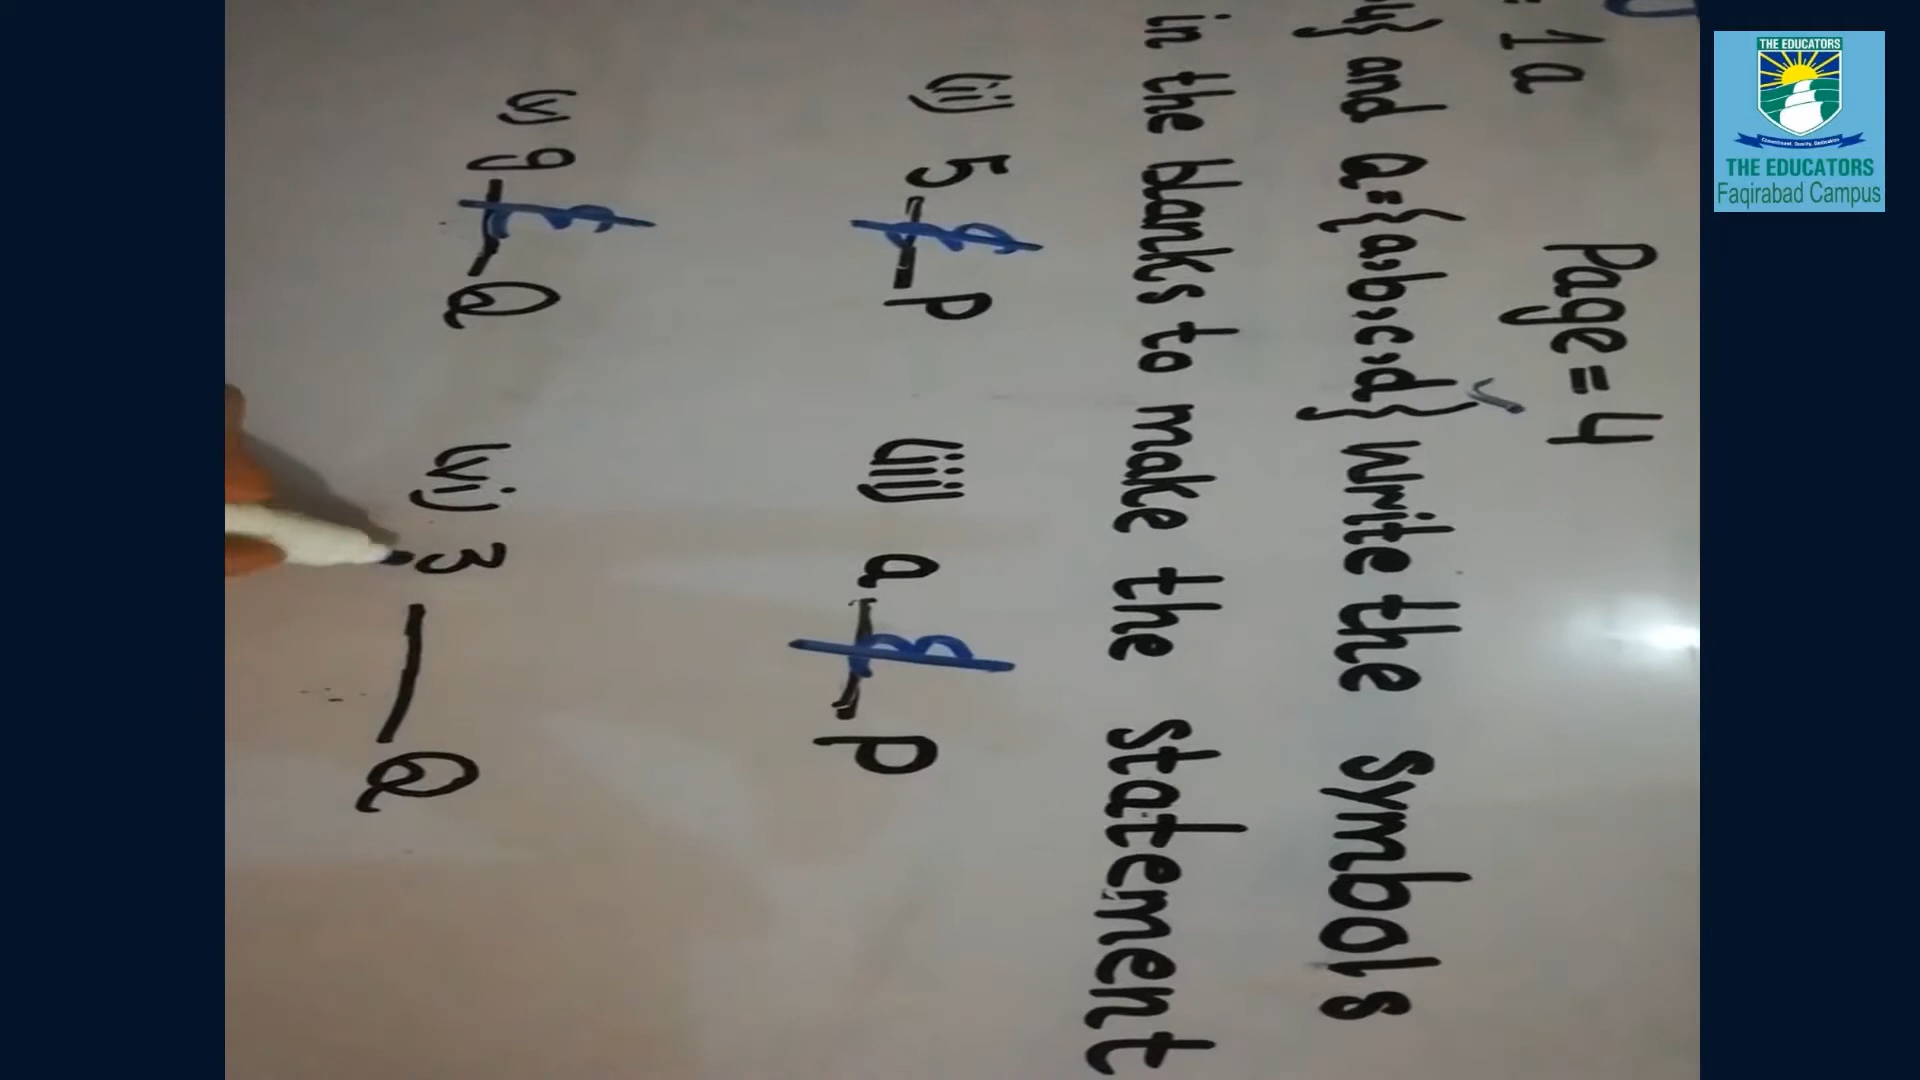 = 1a
Page = 4
y} and Q={a,b,c,d} write the symbols
in the blanks to make the statement
(ii) 5 ∉ P
(iii) a ∉ P
(v) g ∉ Q
(vi) 3 __ Q
THE EDUCATORS
THE EDUCATORS
Faqirabad Campus